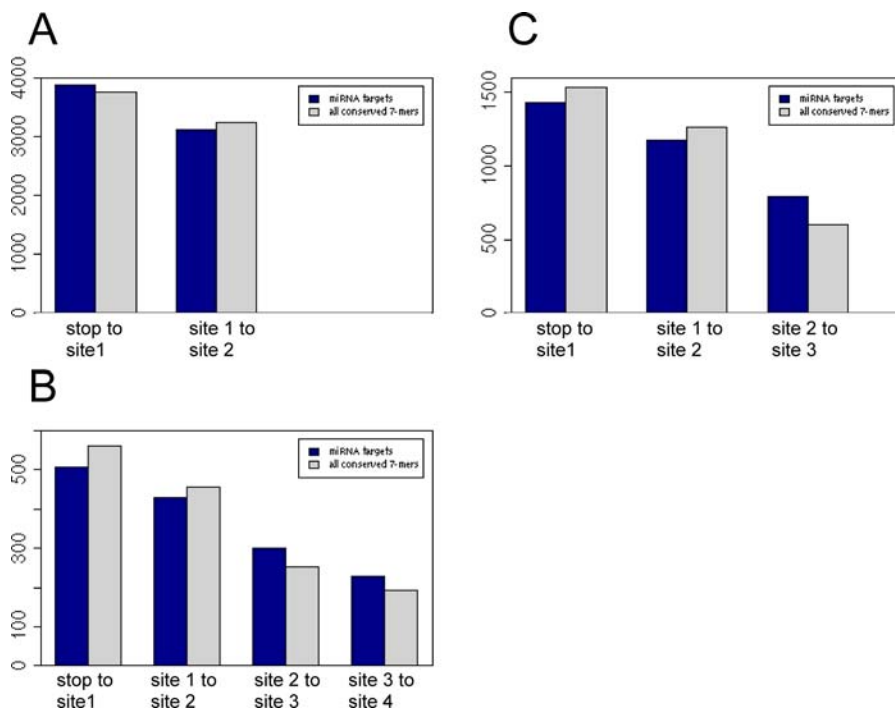 A
4000
3000
2000
1000
0
miRNA targets
all conserved 7-mers
stop to
site1
site 1 to
site 2
C
1500
1000
500
0
miRNA targets
all conserved 7-mers
stop to
site1
site 1 to
site 2
site 2 to
site 3
B
500
300
100
0
miRNA targets
all conserved 7-mers
stop to
site1
site 1 to
site 2
site 2 to
site 3
site 3 to
site 4